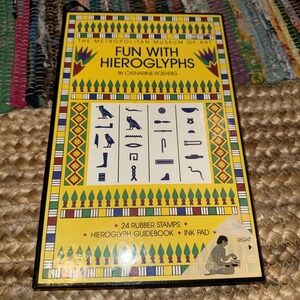 THE METROPOLITAN MUSEUM OF ART
FUN WITH
HIEROGLYPHS
BY CATHARINE ROEHRIG
• 24 RUBBER STAMPS •
• HIEROGLYPH GUIDEBOOK • INK PAD •